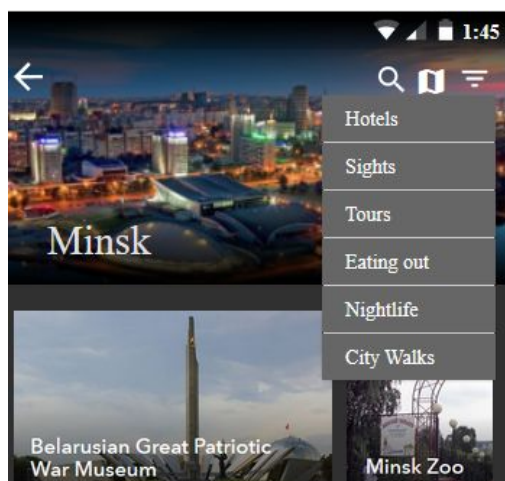 1:45
Hotels
Sights
Tours
Minsk
Eating out
Nightlife
City Walks
Belarusian Great Patriotic
War Museum
Minsk Zoo